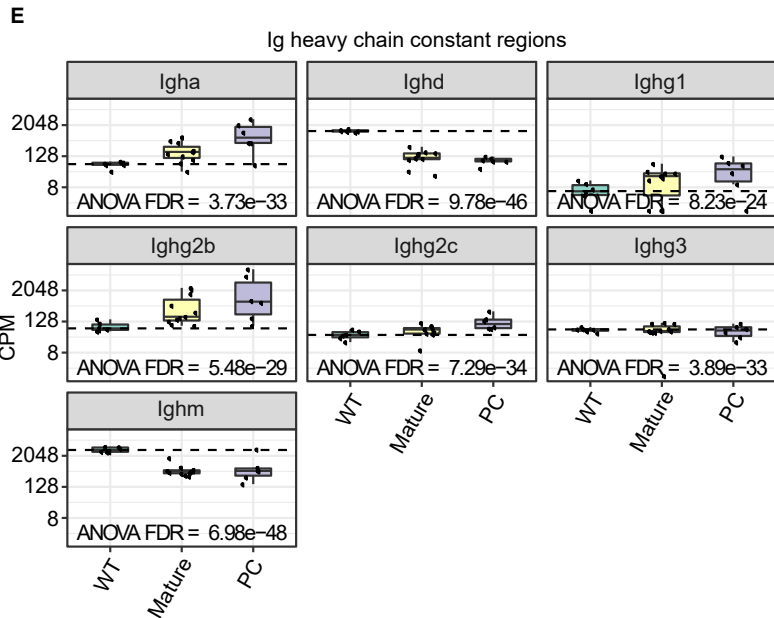 E
Ig heavy chain constant regions
Igha Ighd Ighg1
2048
128
8
ANOVA FDR = 3.73e−33 ANOVA FDR = 9.78e−46 ANOVA FDR = 8.23e−24
Ighg2b Ighg2c Ighg3
2048
128
8
ANOVA FDR = 5.48e−29 ANOVA FDR = 7.29e−34 ANOVA FDR = 3.89e−33
CPM
WT Mature PC WT Mature PC
Ighm
2048
128
8
ANOVA FDR = 6.98e−48
WT Mature PC